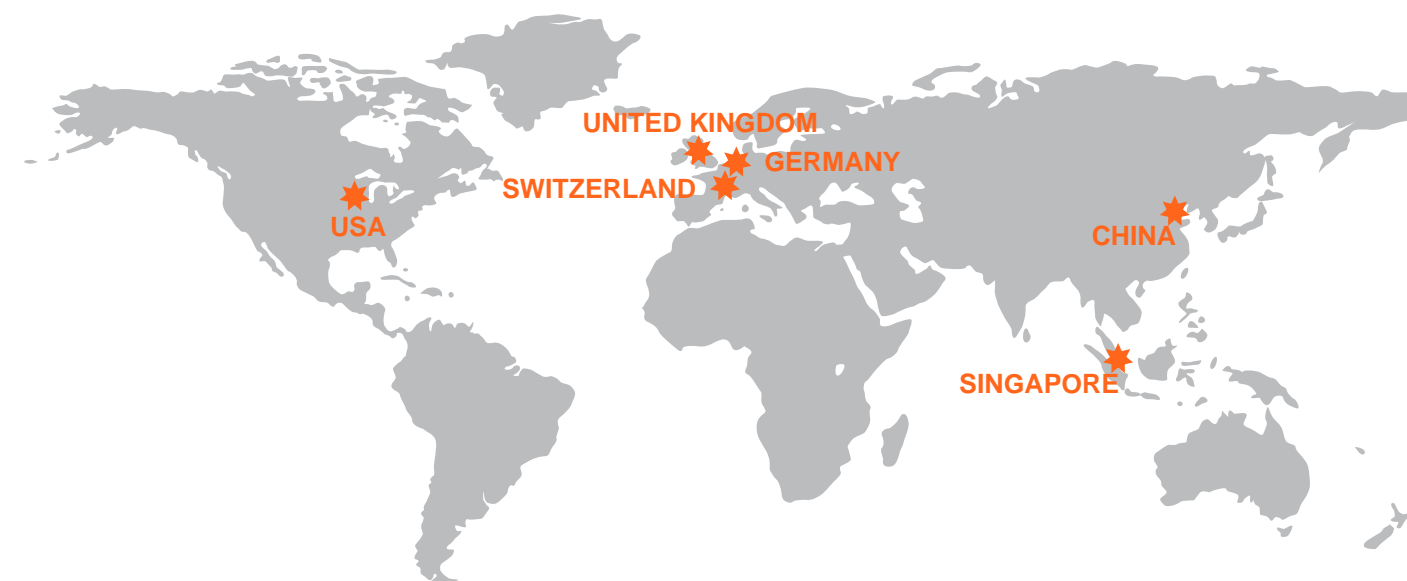 UNITED KINGDOM
GERMANY
SWITZERLAND
USA
CHINA
SINGAPORE